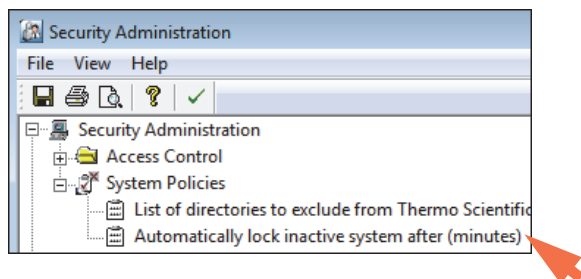 Security Administration
File View Help
Security Administration
Access Control
System Policies
List of directories to exclude from Thermo Scientific
Automatically lock inactive system after (minutes)